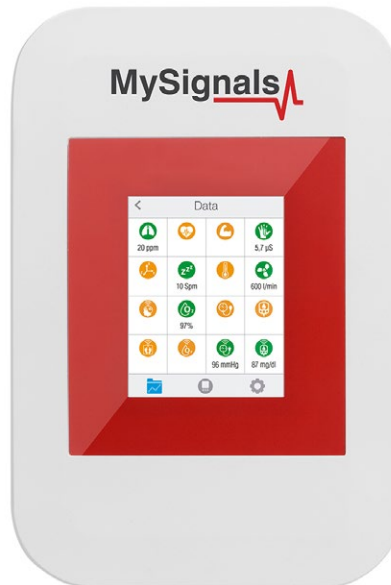 MySignals
Data
20 ppm
5,7 µS
10 Spm
600 l/min
97%
96 mmHg
87 mg/dl